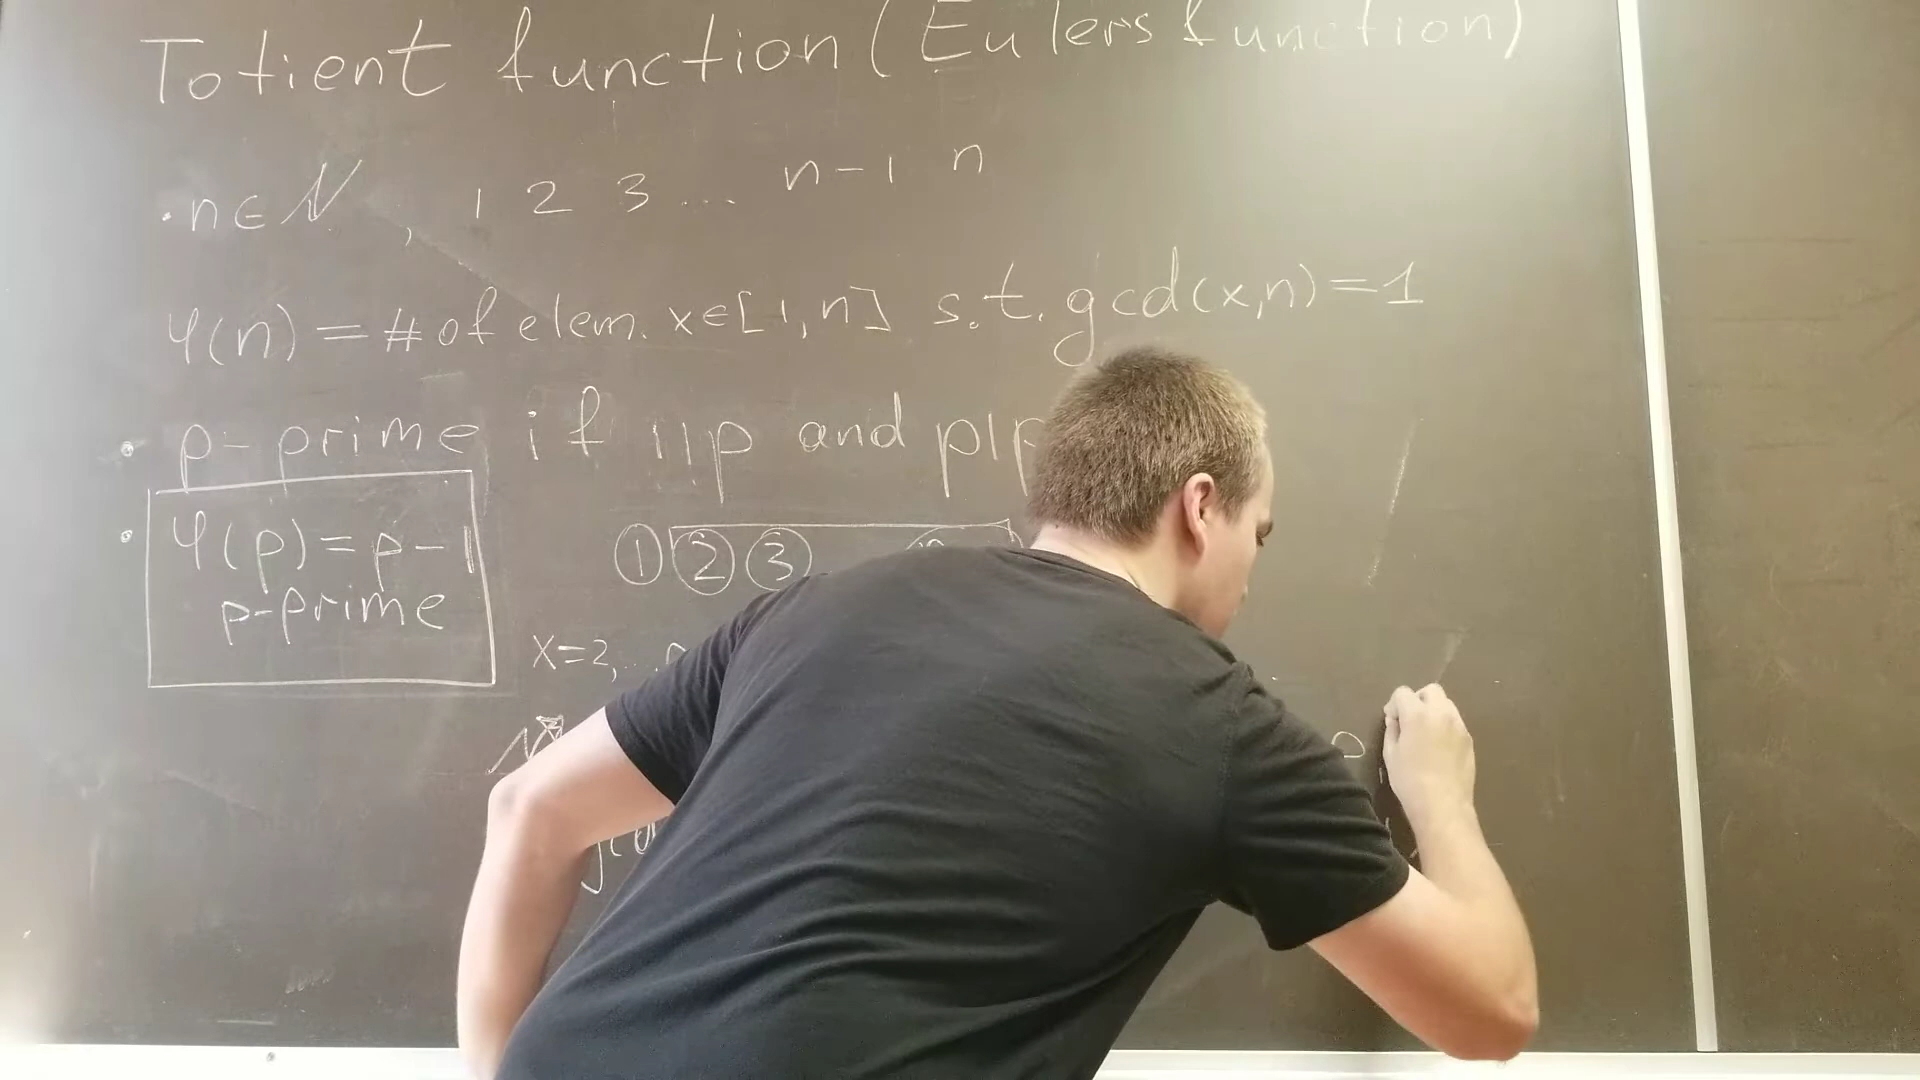 Totient function (Eulers function)
· n ∈ N, 1 2 3 ... n-1 n
φ(n) = # of elem. x∈[1,n] s.t. gcd(x,n)=1
• p-prime if 1|p and p|p
• φ(p) = p-1
p-prime
1 2 3
x=2,...